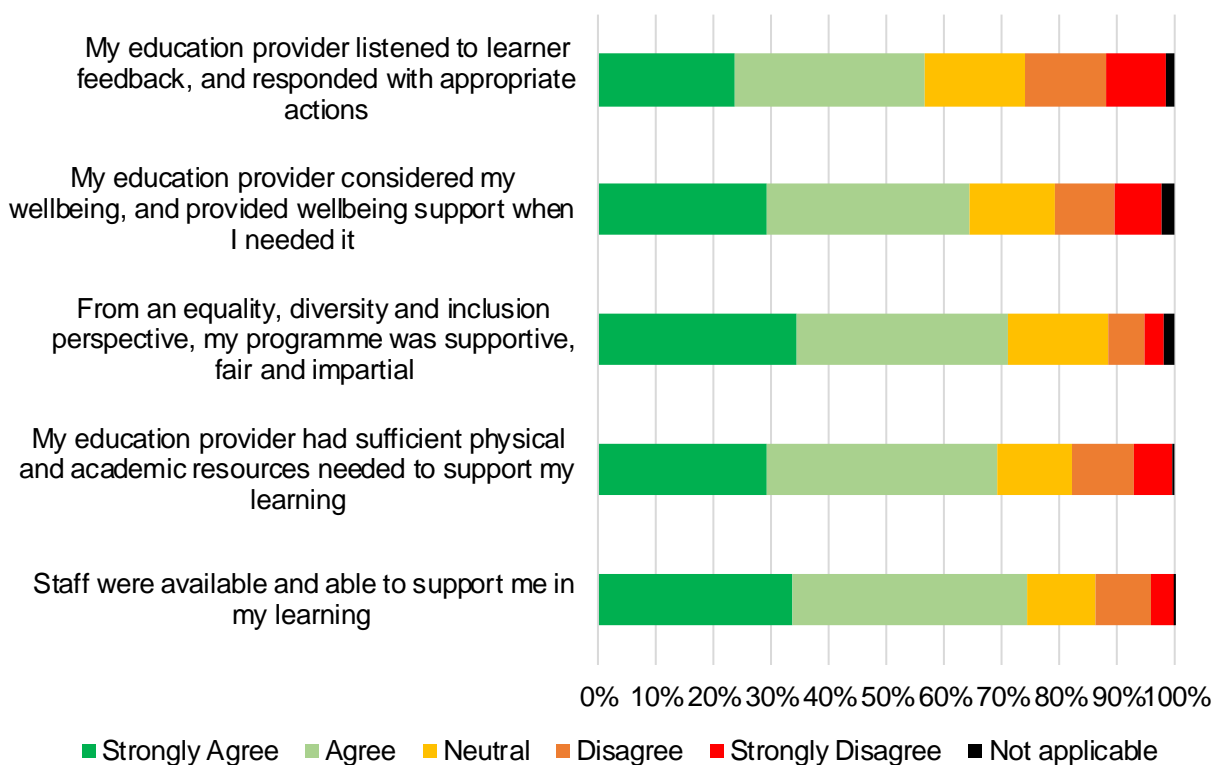 My education provider listened to learner
feedback, and responded with appropriate
actions
My education provider considered my
wellbeing, and provided wellbeing support when
I needed it
From an equality, diversity and inclusion
perspective, my programme was supportive,
fair and impartial
My education provider had sufficient physical
and academic resources needed to support my
learning
Staff were available and able to support me in
my learning
0% 10% 20% 30% 40% 50% 60% 70% 80% 90% 100%
Strongly Agree Agree Neutral Disagree Strongly Disagree Not applicable